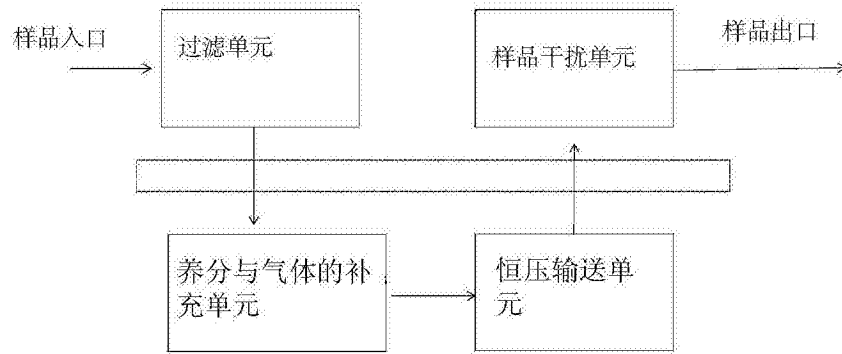 样品入口
过滤单元
样品干扰单元
样品出口
养分与气体的补
充单元
恒压输送单
元